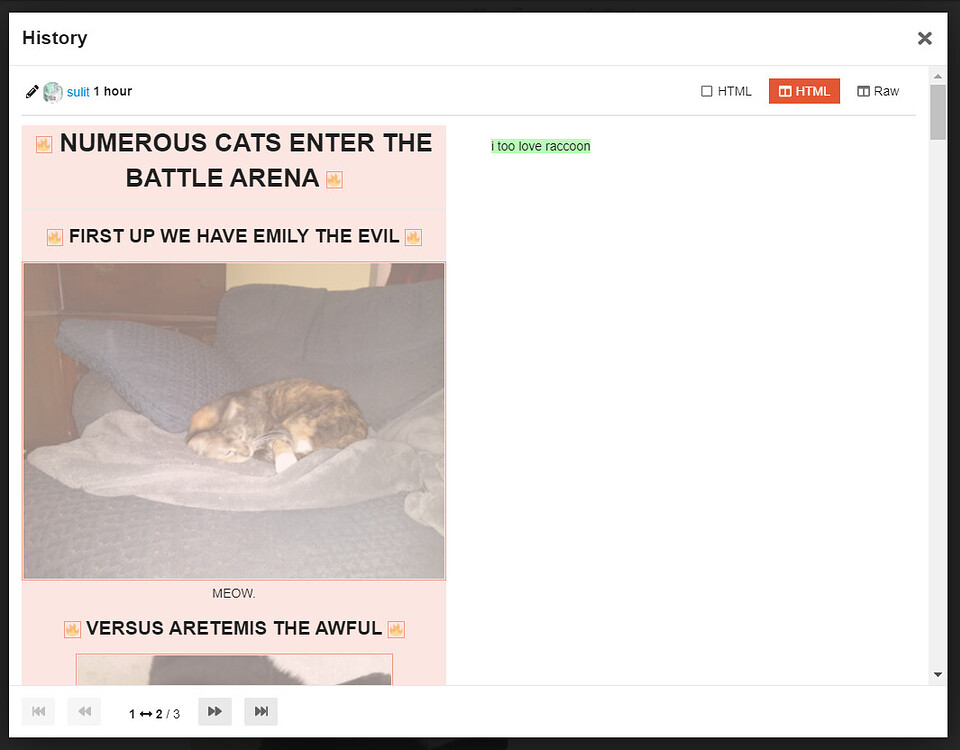 History
sulit 1 hour
HTML
HTML
Raw
NUMEROUS CATS ENTER THE
BATTLE ARENA
i too love raccoon
FIRST UP WE HAVE EMILY THE EVIL
MEOW.
VERSUS ARETEMIS THE AWFUL
1 ↔ 2 / 3